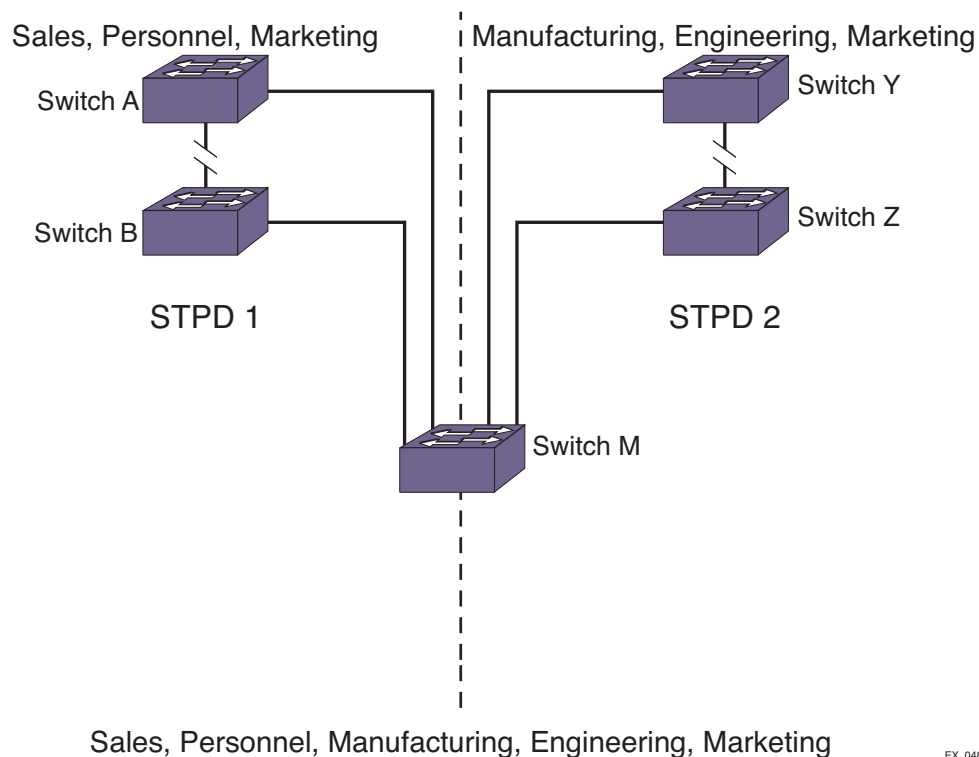 Sales, Personnel, Marketing
Manufacturing, Engineering, Marketing
Switch A
Switch Y
Switch B
Switch Z
STPD 1
STPD 2
Switch M
Sales, Personnel, Manufacturing, Engineering, Marketing